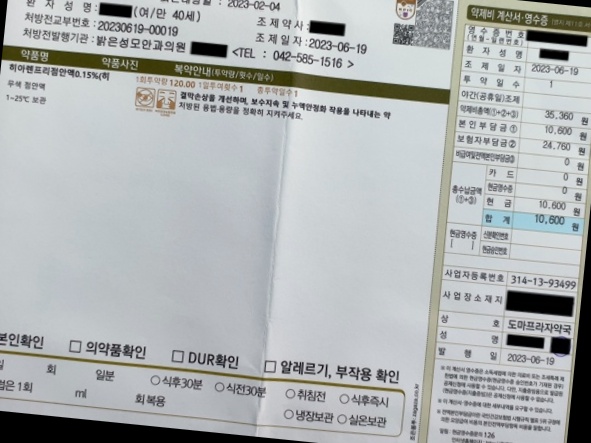 2023-02-04
환 자 성 명: (여/만 40세)
처방전교부번호: 20230619-00019
처방전발행기관: 밝은성모안과의원 <TEL : 042-585-1516 >
조 제 약 사:
조 제 일 자: 2023-06-19
약품명 약품사진 복약안내(투약량/횟수/일수)
히아텐프리점안액0.15%(히
무색 점안액
1~25℃ 보관
1회투약량 120.00 1일투여횟수 1 총투약일수 1
결막손상을 개선하며, 보수지속 및 누액안정화 작용을 나타내는 약
처방된 용법·용량을 정확히 지켜주세요.
본인확인 □ 의약품확인 □ DUR확인 □ 알레르기, 부작용 확인
일 회 일분 ○식후30분 ○식전30분 ○취침전 ○식후즉시
1회 ml 회 복용 ○냉장보관 ○실온보관
약제비 계산서·영수증
영 수 증 번 호
환 자 성 명
조 제 일 자 2023-06-19
투 약 일 수 1
야간(공휴일)조제
약제비총액(①+②+③) 35,360 원
본인부담금 ① 10,600 원
보험자부담금 ② 24,760 원
비급여및전액본인부담금③ 0 원
총수납금액
(①+③)
카 드 0 원
현금영수증 0 원
현 금 10,600 원
합 계 10,600 원
현금영수증
[ ]
신분확인번호
현금승인번호
사업자등록번호 314-13-93499
사 업 장 소 재 지
상 호 도마프라자약국
성 명
발 행 일 2023-06-19